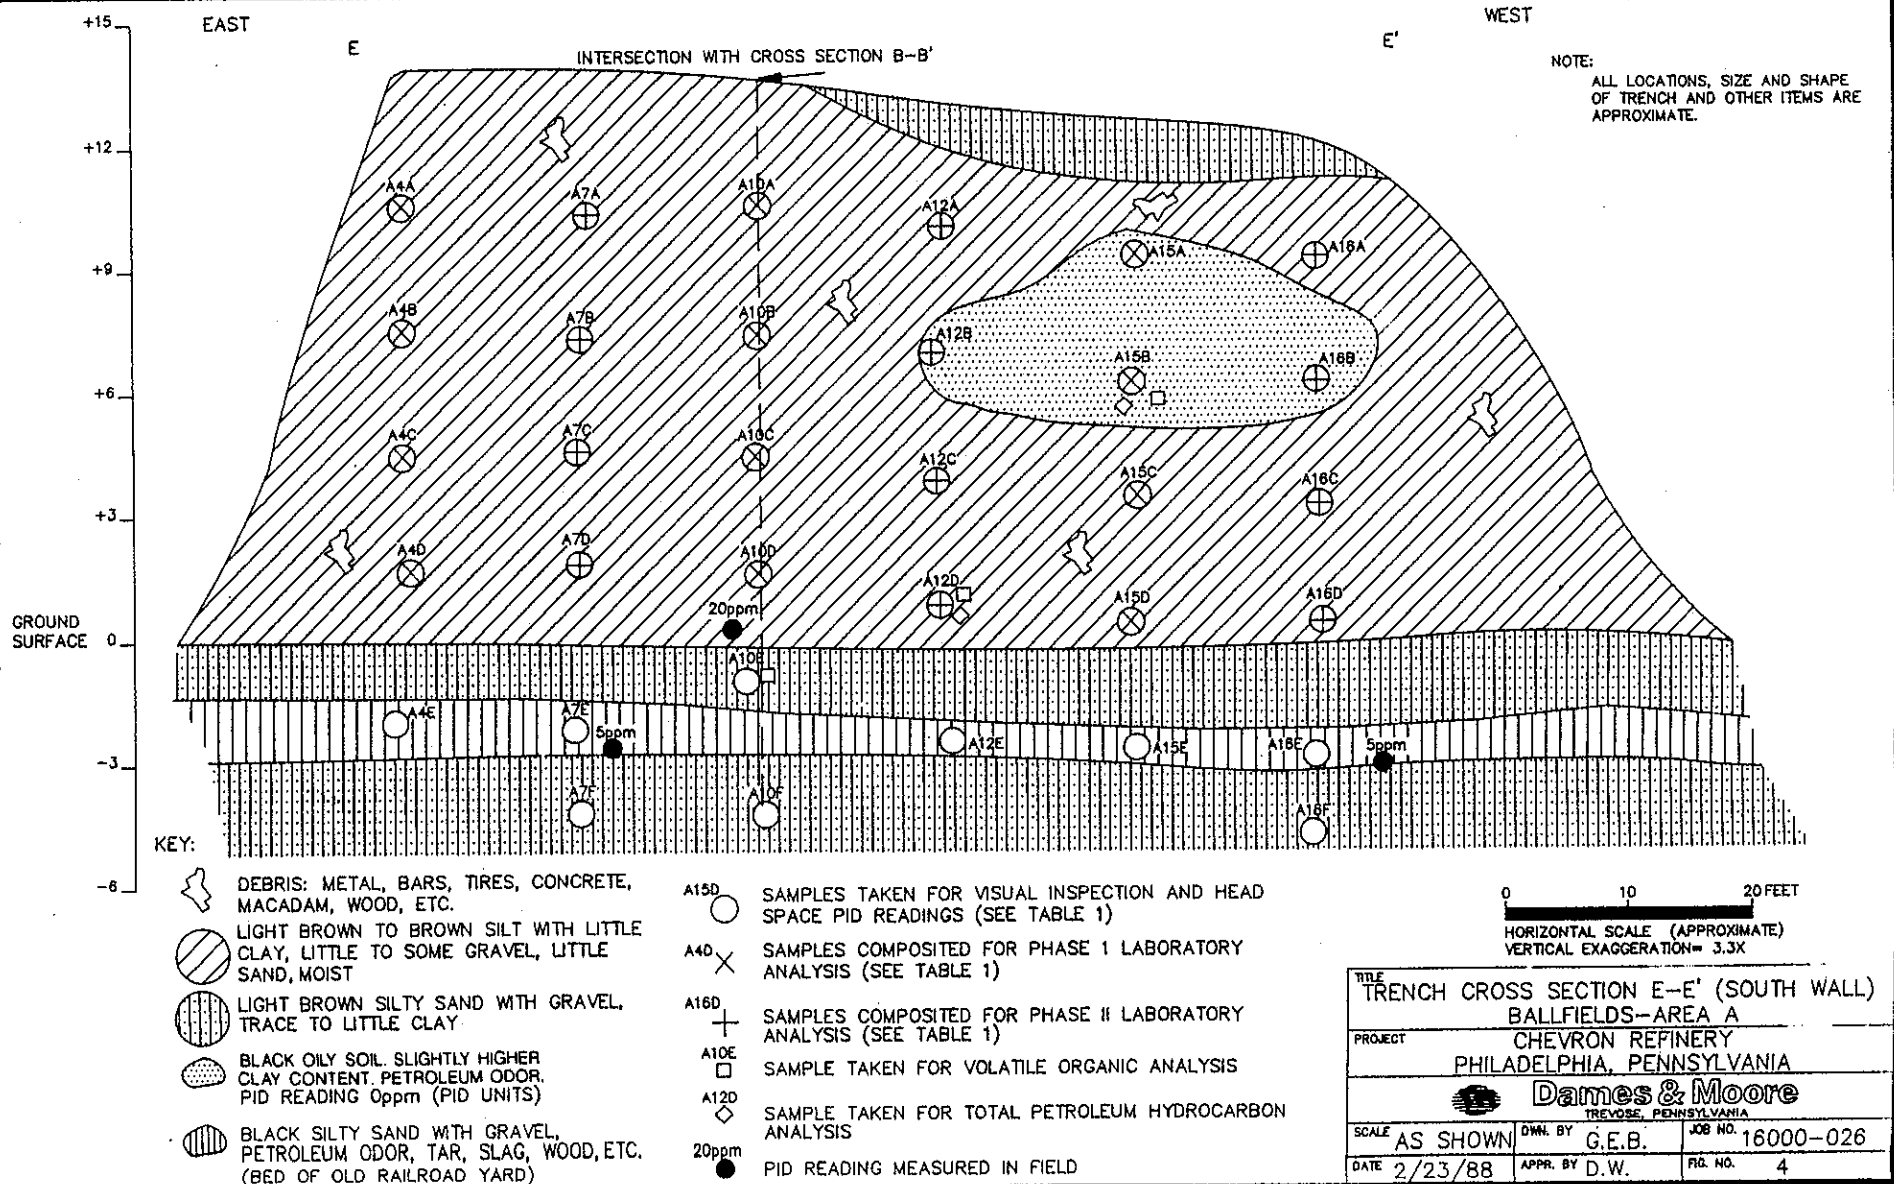 +15
EAST
WEST
E
E'
INTERSECTION WITH CROSS SECTION B-B'
NOTE:
ALL LOCATIONS, SIZE AND SHAPE
OF TRENCH AND OTHER ITEMS ARE
APPROXIMATE.
+12
A4A
A7A
A10A
A12A
A15A
A16A
+9
A4B
A7B
A10B
A12B
A15B
A16B
+6
A4C
A7C
A10C
A12C
A15C
A16C
+3
A4D
A7D
A10D
A12D
A15D
A16D
20ppm
GROUND
SURFACE 0
A10E
A4E
A7E
5ppm
A12E
A15E
A16E
5ppm
-3
A7F
A10F
A16F
-6
KEY:
DEBRIS: METAL, BARS, TIRES, CONCRETE,
MACADAM, WOOD, ETC.
LIGHT BROWN TO BROWN SILT WITH LITTLE
CLAY, LITTLE TO SOME GRAVEL, LITTLE
SAND, MOIST
LIGHT BROWN SILTY SAND WITH GRAVEL,
TRACE TO LITTLE CLAY
BLACK OILY SOIL. SLIGHTLY HIGHER
CLAY CONTENT. PETROLEUM ODOR.
PID READING 0ppm (PID UNITS)
BLACK SILTY SAND WITH GRAVEL,
PETROLEUM ODOR, TAR, SLAG, WOOD, ETC.
(BED OF OLD RAILROAD YARD)
A15D
SAMPLES TAKEN FOR VISUAL INSPECTION AND HEAD
SPACE PID READINGS (SEE TABLE 1)
A4D
SAMPLES COMPOSITED FOR PHASE I LABORATORY
ANALYSIS (SEE TABLE 1)
A16D
SAMPLES COMPOSITED FOR PHASE II LABORATORY
ANALYSIS (SEE TABLE 1)
A10E
SAMPLE TAKEN FOR VOLATILE ORGANIC ANALYSIS
A12D
SAMPLE TAKEN FOR TOTAL PETROLEUM HYDROCARBON
ANALYSIS
20ppm
PID READING MEASURED IN FIELD
0 10 20 FEET
HORIZONTAL SCALE (APPROXIMATE)
VERTICAL EXAGGERATION= 3.3X
TITLE
TRENCH CROSS SECTION E-E' (SOUTH WALL)
BALLFIELDS-AREA A
PROJECT CHEVRON REFINERY
PHILADELPHIA, PENNSYLVANIA
Dames & Moore
TREVOSE, PENNSYLVANIA
SCALE AS SHOWN DWN. BY G.E.B. JOB NO. 16000-026
DATE 2/23/88 APPR. BY D.W. FIG. NO. 4